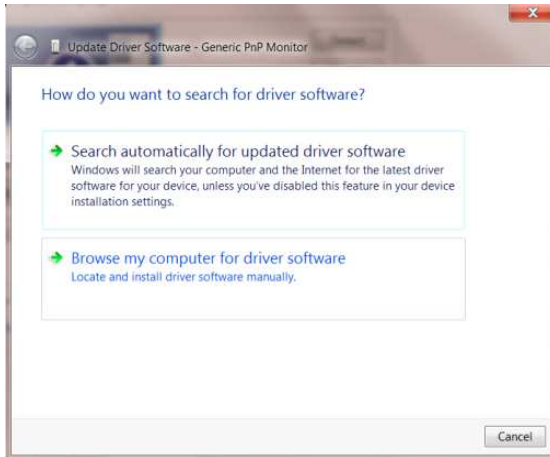 Update Driver Software - Generic PnP Monitor
How do you want to search for driver software?
Search automatically for updated driver software
Windows will search your computer and the Internet for the latest driver
software for your device, unless you've disabled this feature in your device
installation settings.
Browse my computer for driver software
Locate and install driver software manually.
Cancel